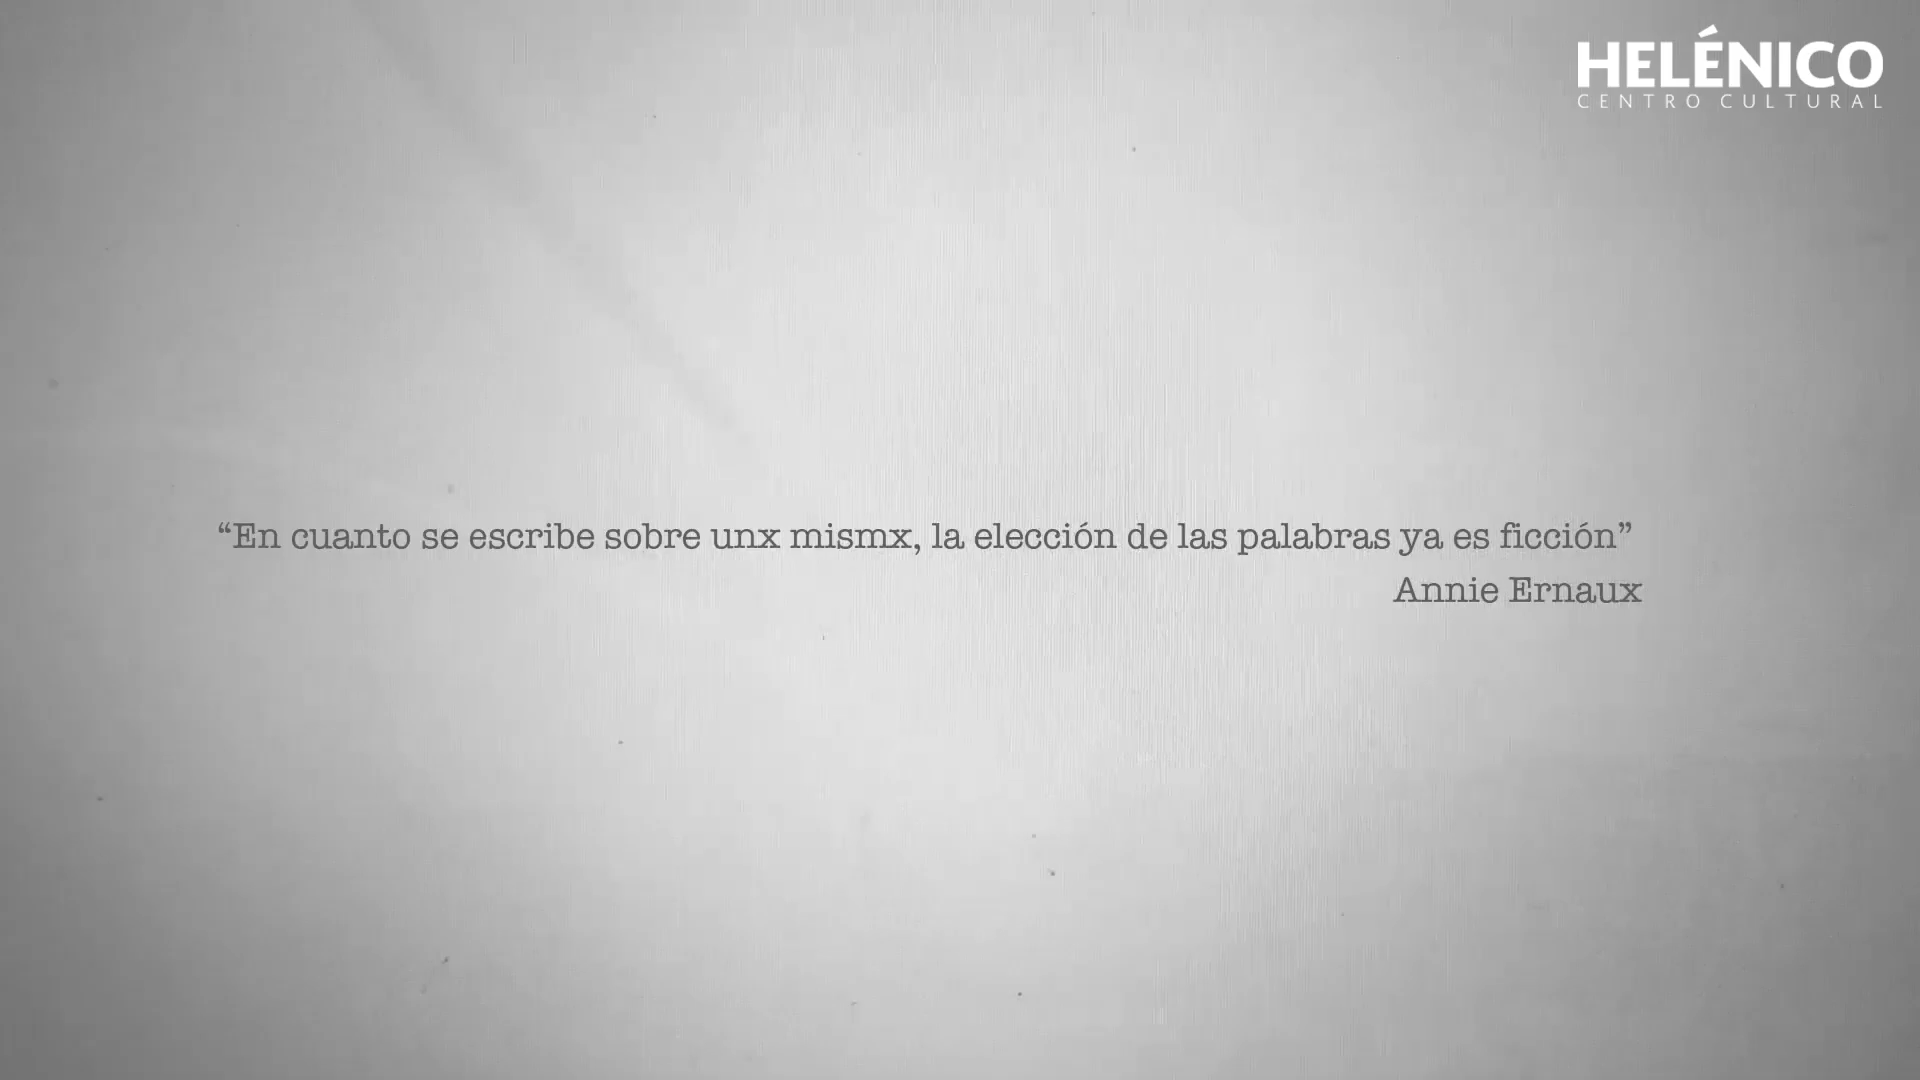 HELÉNICO
CENTRO CULTURAL
“En cuanto se escribe sobre unx mismx, la elección de las palabras ya es ficción”
Annie Ernaux